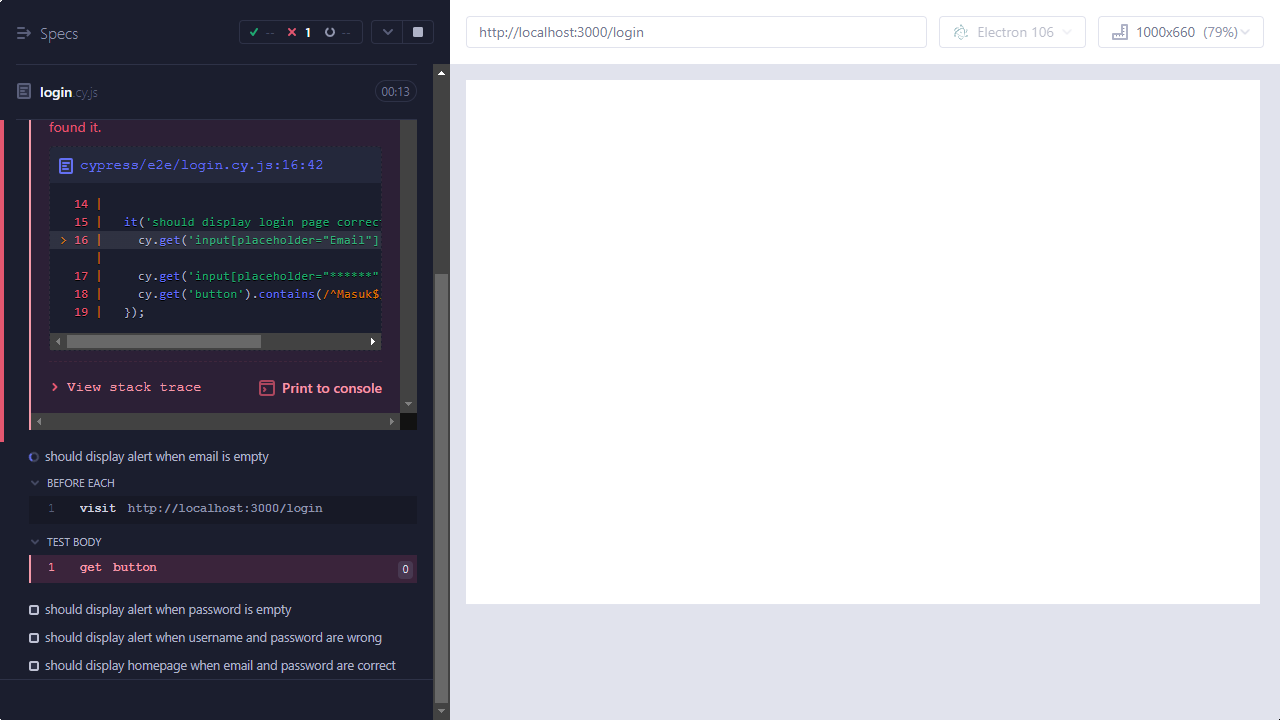 Specs
-- 1 --
http://localhost:3000/login
Electron 106
1000x660 (79%)
login.cy.js
00:13
found it.
cypress/e2e/login.cy.js:16:42
14 |
15 | it('should display login page correct
> 16 | cy.get('input[placeholder="Email"]
|
17 | cy.get('input[placeholder="******"
18 | cy.get('button').contains(/^Masuk$
19 | });
View stack trace
Print to console
should display alert when email is empty
BEFORE EACH
1 visit http://localhost:3000/login
TEST BODY
1 get button 0
should display alert when password is empty
should display alert when username and password are wrong
should display homepage when email and password are correct